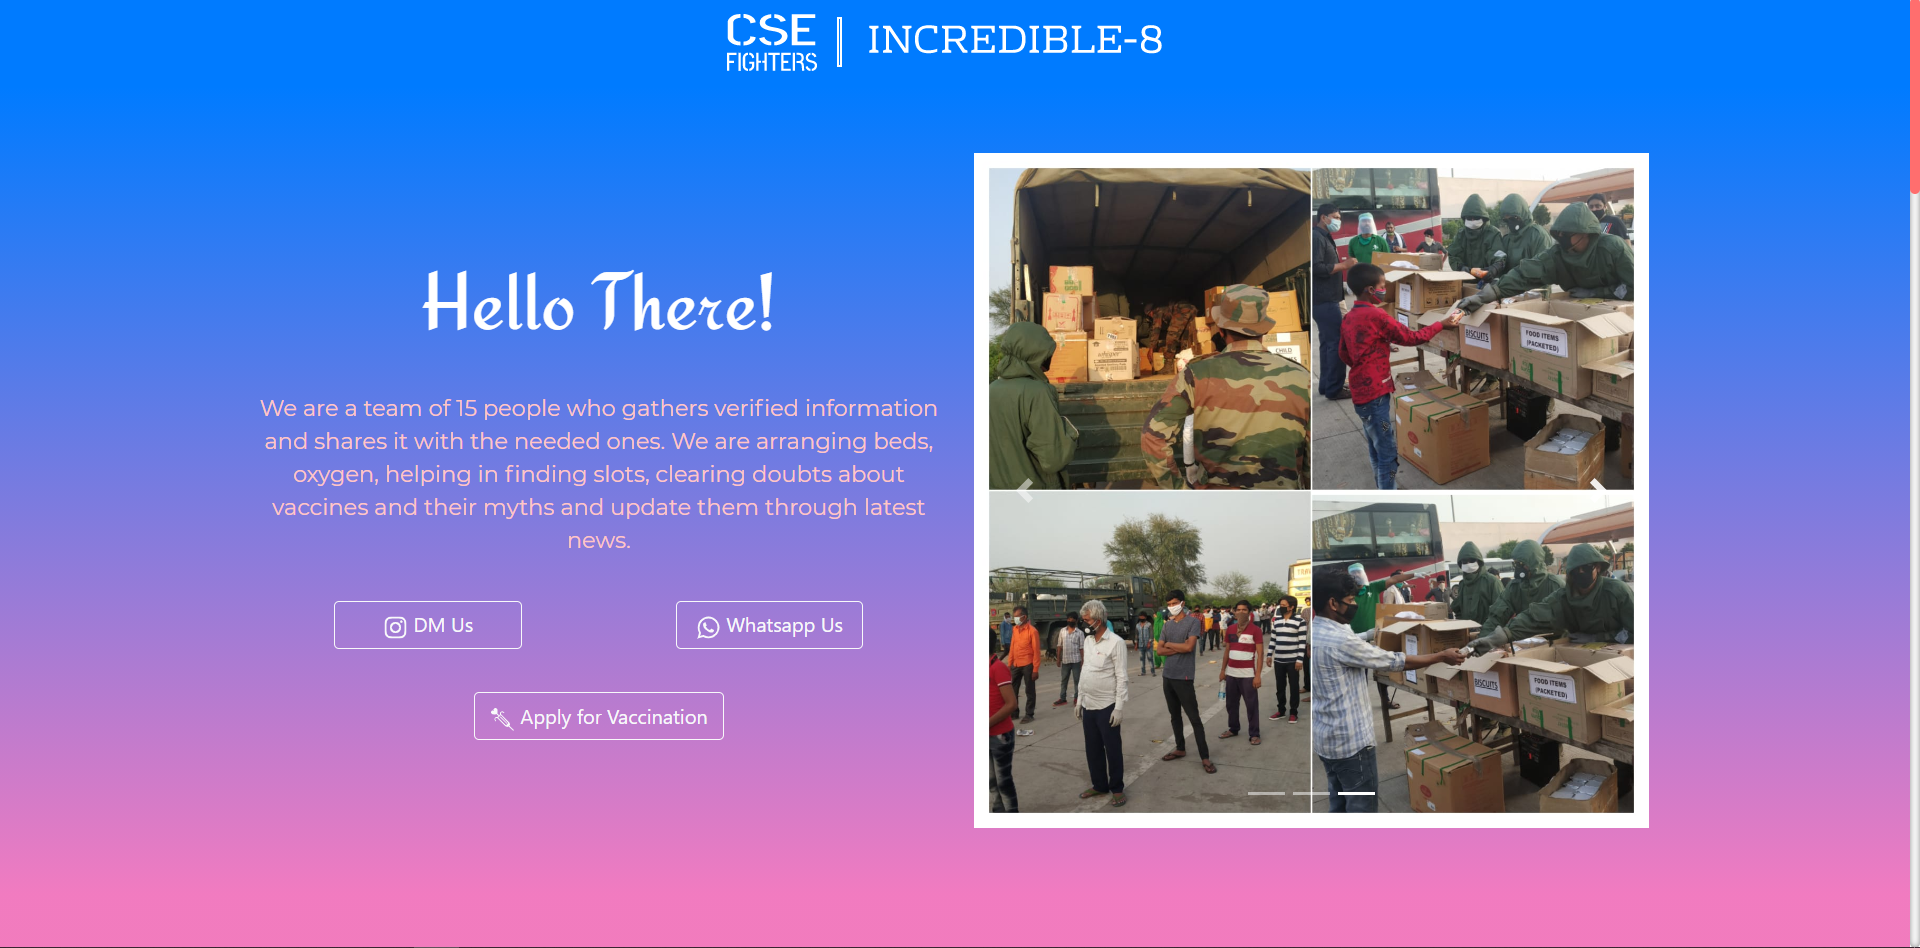 CSE
FIGHTERS
INCREDIBLE-8
Hello There!
We are a team of 15 people who gathers verified information
and shares it with the needed ones. We are arranging beds,
oxygen, helping in finding slots, clearing doubts about
vaccines and their myths and update them through latest
news.
DM Us
Whatsapp Us
Apply for Vaccination
CHILD
BISCUITS
FOOD ITEMS
(PACKETED)
BISCUITS
FOOD ITEMS
(PACKETED)